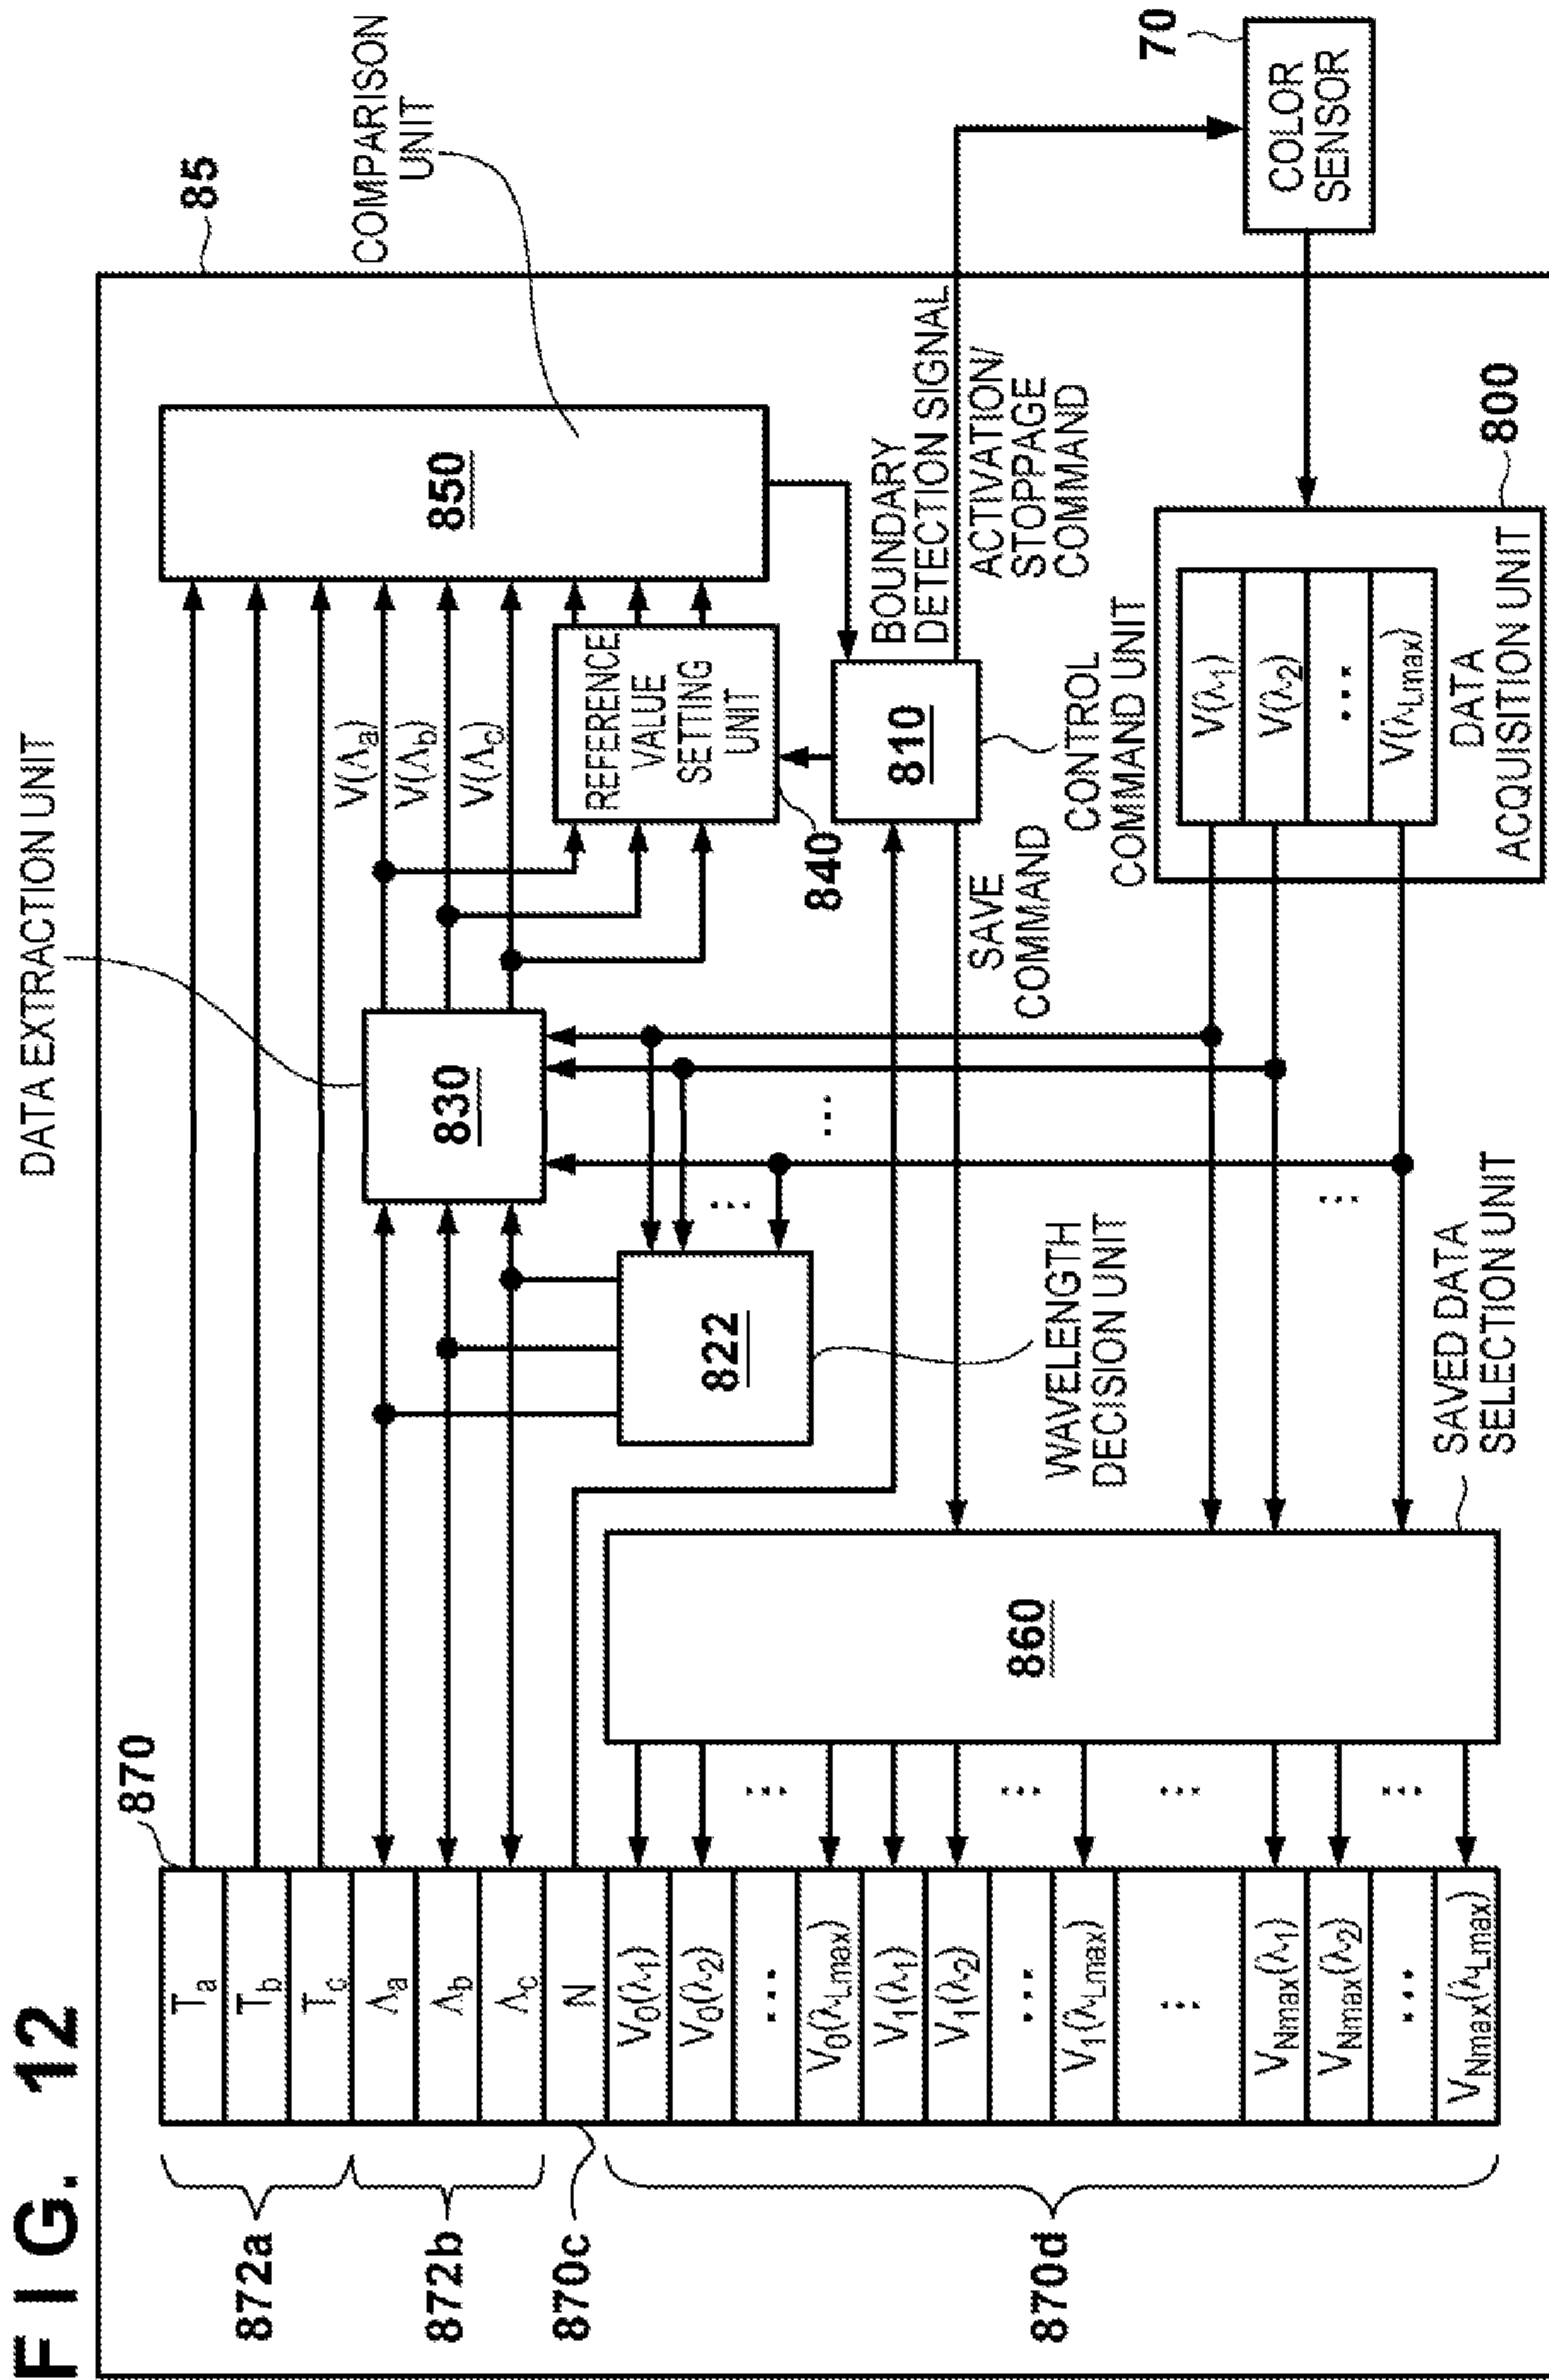 FIG. 12
85
870
872a
872b
870c
870d
Ta
Tb
Tc
Λa
Λb
Λc
N
V0(λ1)
V0(λ2)
...
V0(λLmax)
V1(λ1)
V1(λ2)
...
V1(λLmax)
...
VNmax(λ1)
VNmax(λ2)
...
VNmax(λLmax)
...
...
...
...
860
SAVED DATA
SELECTION UNIT
822
WAVELENGTH
DECISION UNIT
...
...
...
DATA EXTRACTION UNIT
830
V(Λa)
V(Λb)
V(Λc)
REFERENCE
VALUE
SETTING
UNIT
840
850
COMPARISON
UNIT
810
CONTROL
COMMAND UNIT
SAVE
COMMAND
BOUNDARY
DETECTION SIGNAL
ACTIVATION/
STOPPAGE
COMMAND
V(λ1)
V(λ2)
...
V(λLmax)
DATA
ACQUISITION UNIT
800
COLOR
SENSOR
70